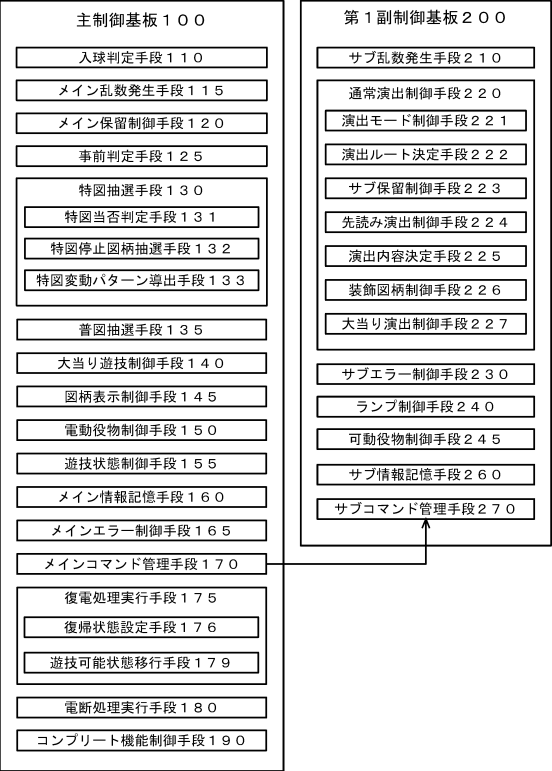 主制御基板１００
入球判定手段１１０
メイン乱数発生手段１１５
メイン保留制御手段１２０
事前判定手段１２５
特図抽選手段１３０
特図当否判定手段１３１
特図停止図柄抽選手段１３２
特図変動パターン導出手段１３３
普図抽選手段１３５
大当り遊技制御手段１４０
図柄表示制御手段１４５
電動役物制御手段１５０
遊技状態制御手段１５５
メイン情報記憶手段１６０
メインエラー制御手段１６５
メインコマンド管理手段１７０
復電処理実行手段１７５
復帰状態設定手段１７６
遊技可能状態移行手段１７９
電断処理実行手段１８０
コンプリート機能制御手段１９０
第１副制御基板２００
サブ乱数発生手段２１０
通常演出制御手段２２０
演出モード制御手段２２１
演出ルート決定手段２２２
サブ保留制御手段２２３
先読み演出制御手段２２４
演出内容決定手段２２５
装飾図柄制御手段２２６
大当り演出制御手段２２７
サブエラー制御手段２３０
ランプ制御手段２４０
可動役物制御手段２４５
サブ情報記憶手段２６０
サブコマンド管理手段２７０